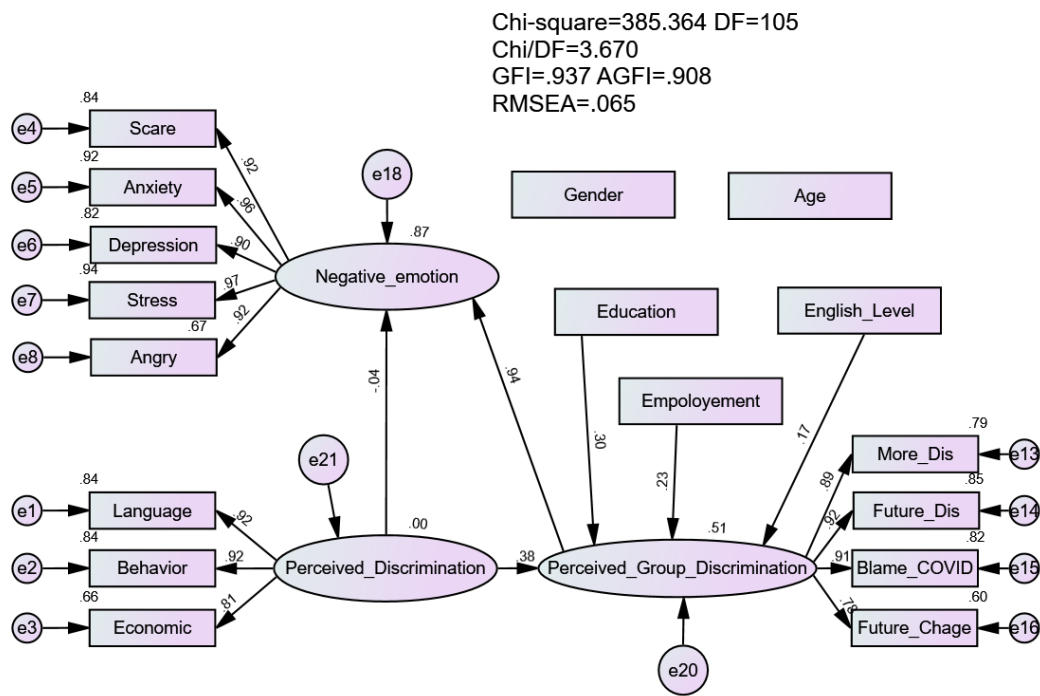 Chi-square=385.364 DF=105
Chi/DF=3.670
GFI=.937 AGFI=.908
RMSEA=.065
.84
e4
Scare
.92
.92
e5
Anxiety
.96
.82
e6
Depression
.90
.94
e7
Stress
.97
.67
e8
Angry
.92
e18
.87
Negative_emotion
Gender
Age
Education
English_Level
Empoloyement
-.04
.94
.30
.23
.17
e21
.84
e1
Language
.92
.84
e2
Behavior
.92
.66
e3
Economic
.81
.00
Perceived_Discrimination
.38
.51
Perceived_Group_Discrimination
e20
.79
More_Dis
e13
.89
.85
Future_Dis
e14
.92
.82
Blame_COVID
e15
.91
.60
Future_Chage
e16
.78